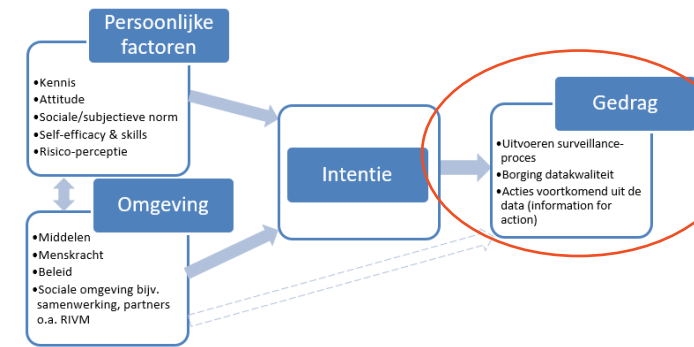 Persoonlijke
factoren
•Kennis
•Attitude
•Sociale/subjectieve norm
•Self-efficacy & skills
•Risico-perceptie
Omgeving
•Middelen
•Menskracht
•Beleid
•Sociale omgeving bijv.
samenwerking, partners
o.a. RIVM
Intentie
Gedrag
•Uitvoeren surveillance-
proces
•Borging datakwaliteit
•Acties voortkomend uit de
data (information for
action)